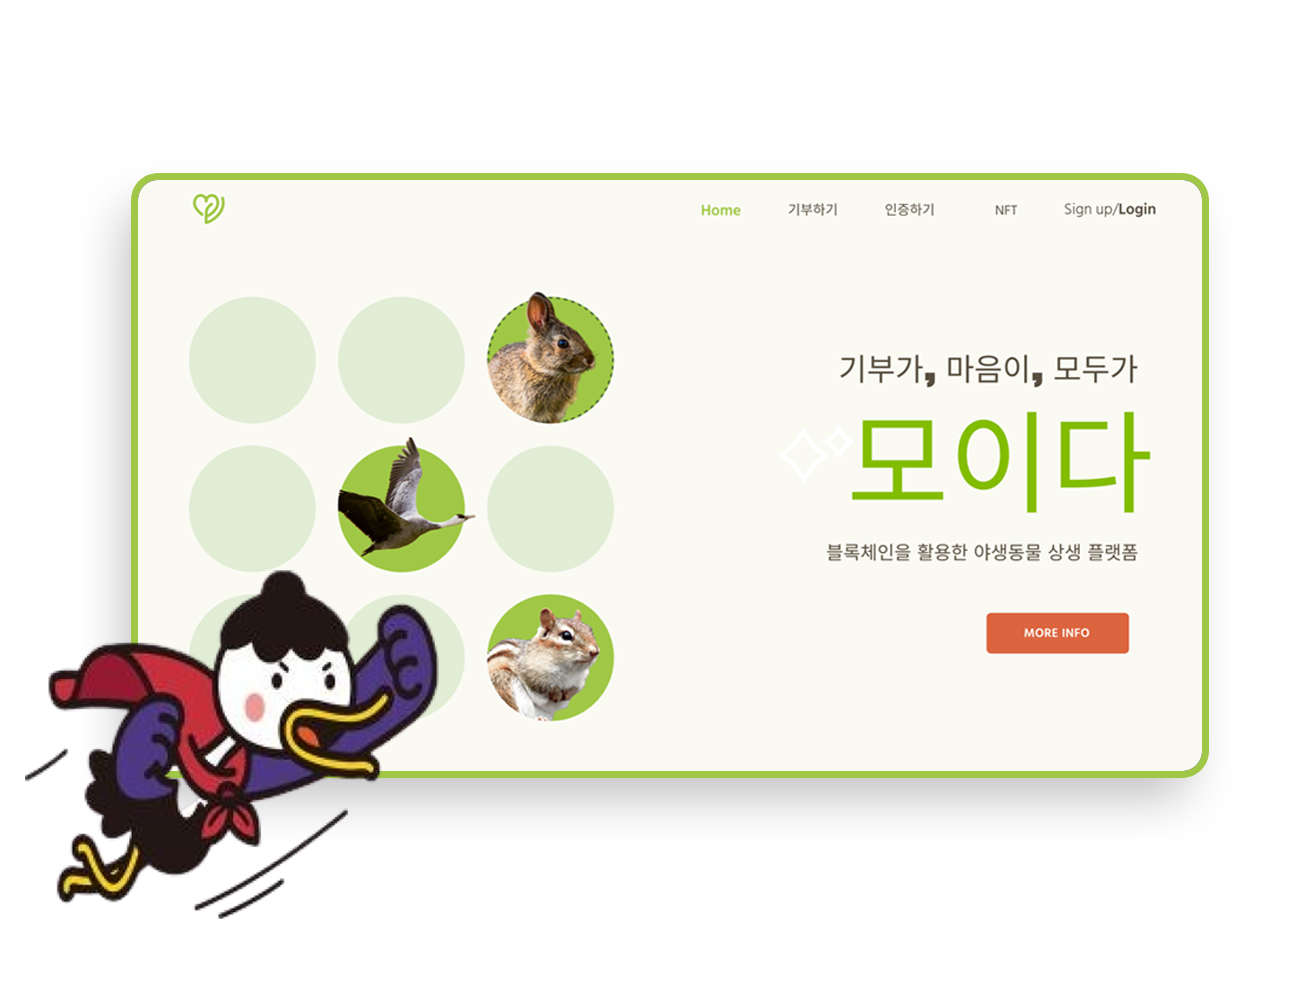 Home 기부하기 인증하기 NFT Sign up/Login
기부가, 마음이, 모두가
모이다
블록체인을 활용한 야생동물 상생 플랫폼
MORE INFO